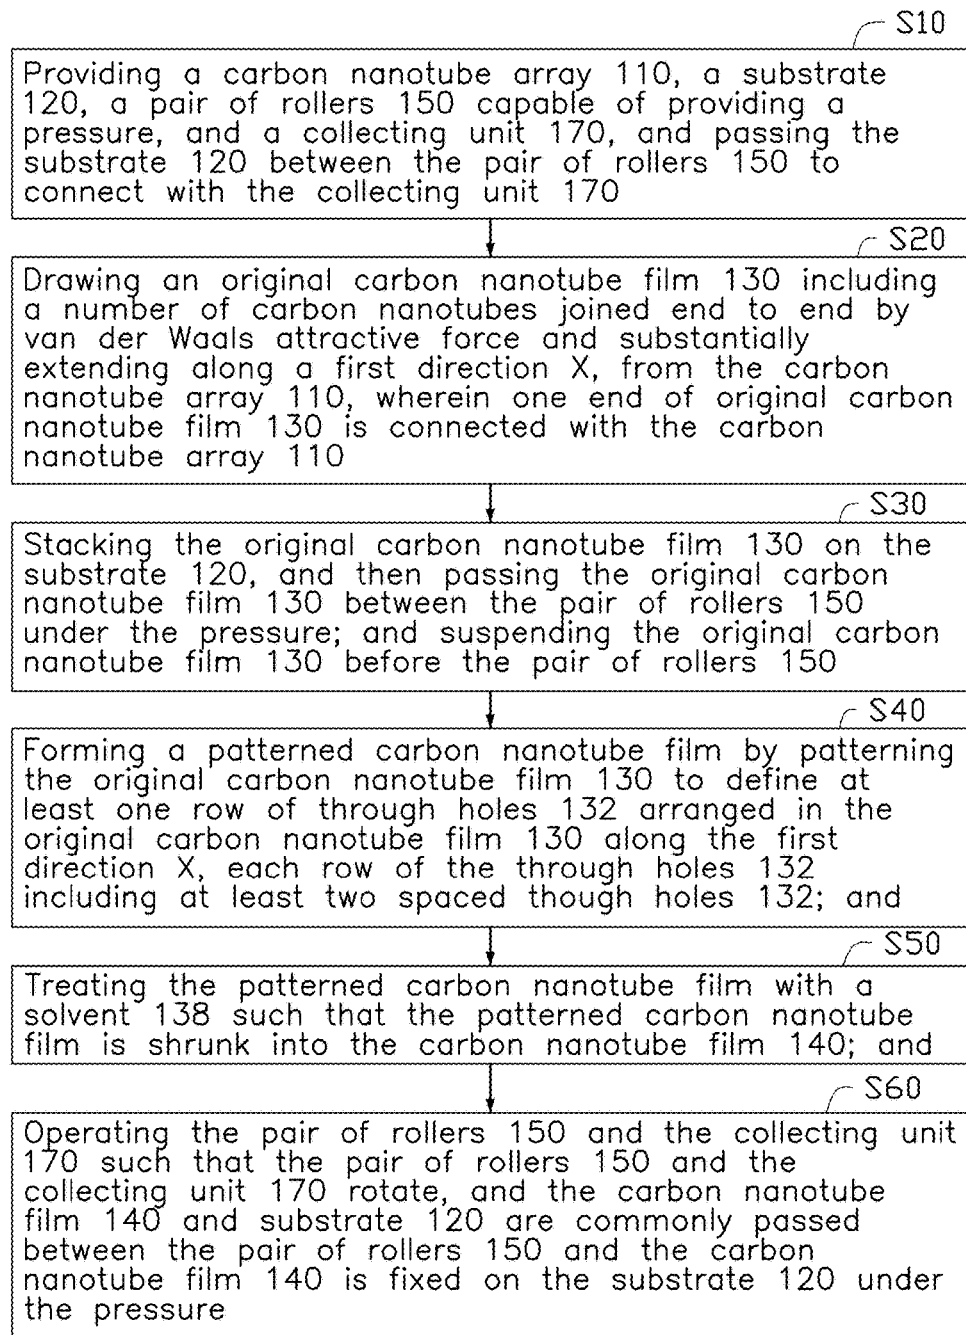 S10
Providing a carbon nanotube array 110, a substrate
120, a pair of rollers 150 capable of providing a
pressure, and a collecting unit 170, and passing the
substrate 120 between the pair of rollers 150 to
connect with the collecting unit 170
S20
Drawing an original carbon nanotube film 130 including
a number of carbon nanotubes joined end to end by
van der Waals attractive force and substantially
extending along a first direction X, from the carbon
nanotube array 110, wherein one end of original carbon
nanotube film 130 is connected with the carbon
nanotube array 110
S30
Stacking the original carbon nanotube film 130 on the
substrate 120, and then passing the original carbon
nanotube film 130 between the pair of rollers 150
under the pressure; and suspending the original carbon
nanotube film 130 before the pair of rollers 150
S40
Forming a patterned carbon nanotube film by patterning
the original carbon nanotube film 130 to define at
least one row of through holes 132 arranged in the
original carbon nanotube film 130 along the first
direction X, each row of the through holes 132
including at least two spaced though holes 132; and
S50
Treating the patterned carbon nanotube film with a
solvent 138 such that the patterned carbon nanotube
film is shrunk into the carbon nanotube film 140; and
S60
Operating the pair of rollers 150 and the collecting unit
170 such that the pair of rollers 150 and the
collecting unit 170 rotate, and the carbon nanotube
film 140 and substrate 120 are commonly passed
between the pair of rollers 150 and the carbon
nanotube film 140 is fixed on the substrate 120 under
the pressure